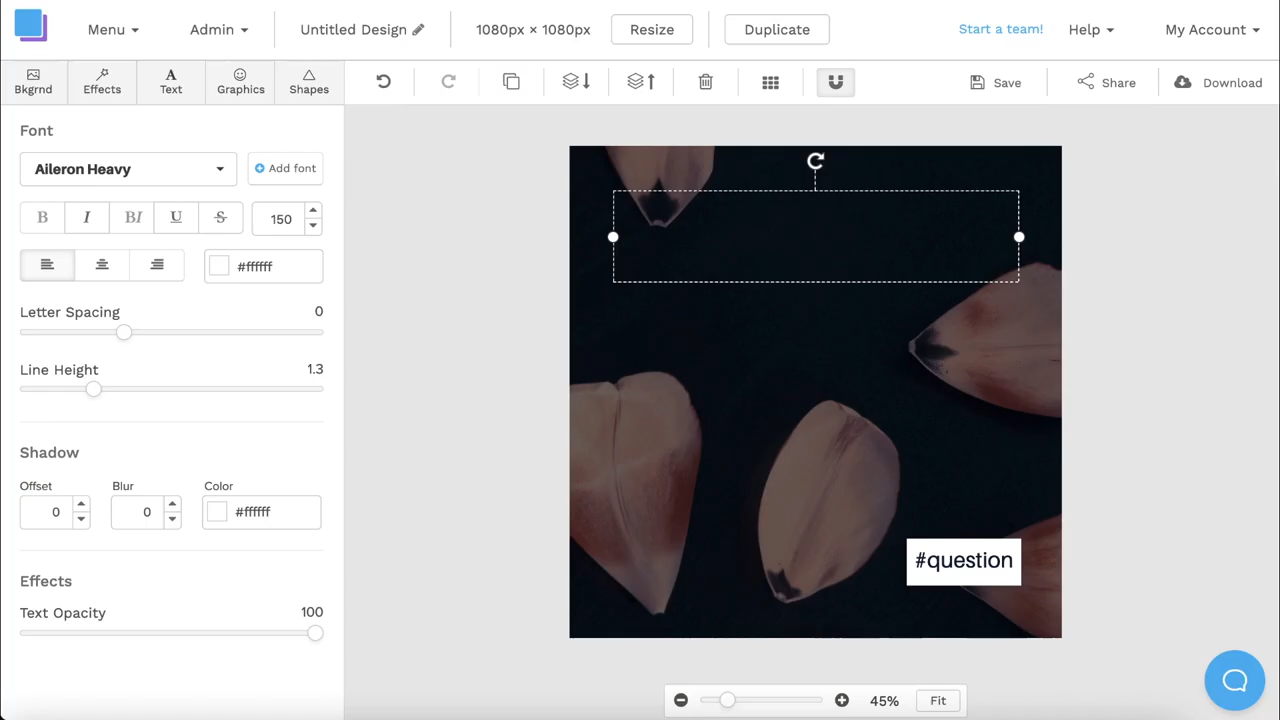 Menu
Admin
Untitled Design
1080px × 1080px
Resize
Duplicate
Start a team!
Help
My Account
Bkgrnd
Effects
A
Text
Graphics
Shapes
Save
Share
Download
Font
Aileron Heavy
Add font
B I BI U S 150
#ffffff
Letter Spacing 0
Line Height 1.3
Shadow
Offset Blur Color
0 0 #ffffff
Effects
Text Opacity 100
#question
45% Fit